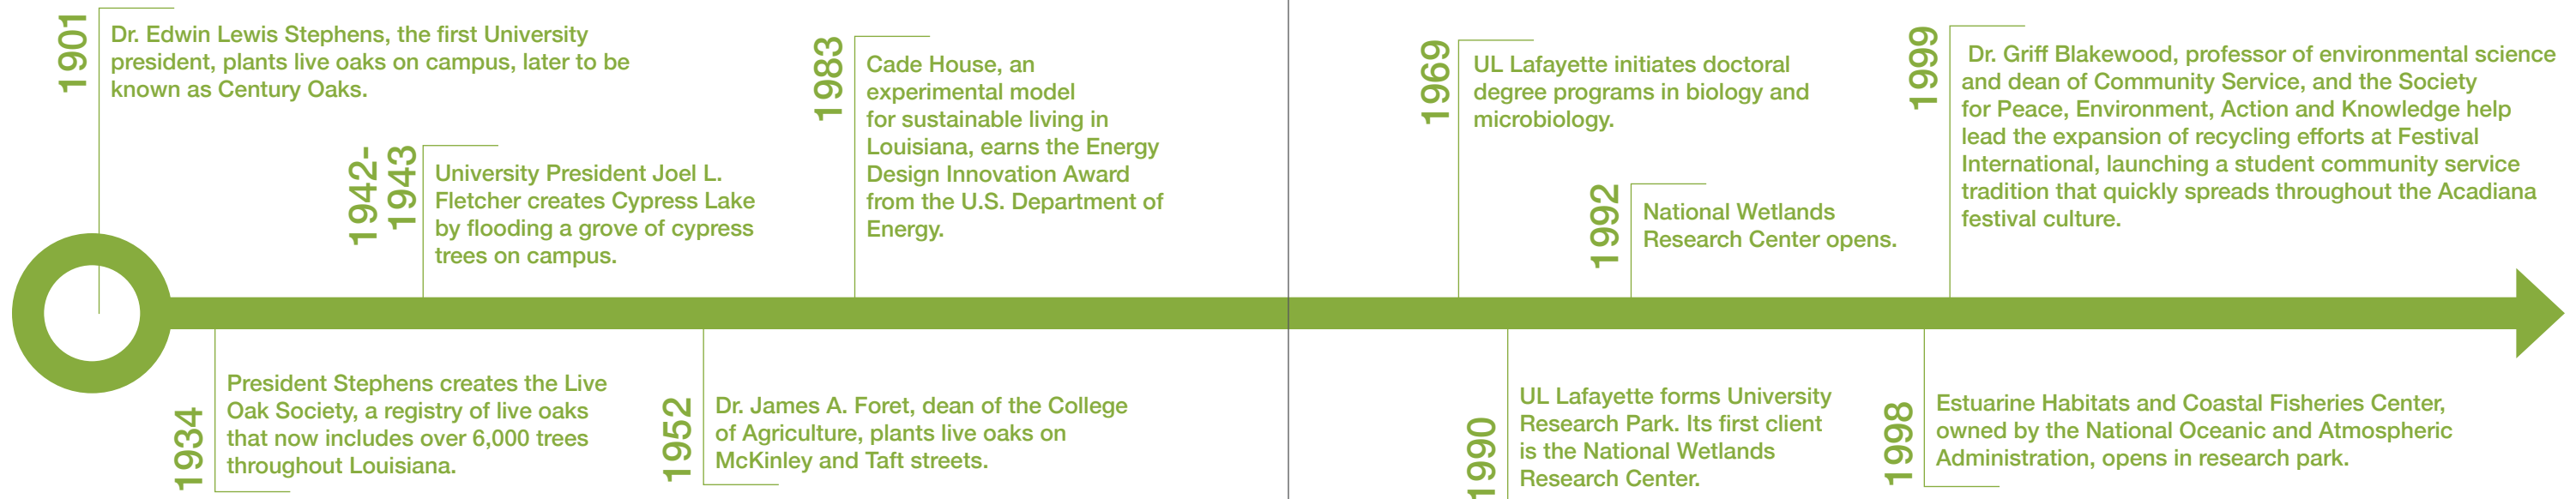 1901
Dr. Edwin Lewis Stephens, the first University
president, plants live oaks on campus, later to be
known as Century Oaks.
1934
President Stephens creates the Live
Oak Society, a registry of live oaks
that now includes over 6,000 trees
throughout Louisiana.
1942-
1943
University President Joel L.
Fletcher creates Cypress Lake
by flooding a grove of cypress
trees on campus.
1952
Dr. James A. Foret, dean of the College
of Agriculture, plants live oaks on
McKinley and Taft streets.
1983
Cade House, an
experimental model
for sustainable living in
Louisiana, earns the Energy
Design Innovation Award
from the U.S. Department of
Energy.
1969
UL Lafayette initiates doctoral
degree programs in biology and
microbiology.
1990
UL Lafayette forms University
Research Park. Its first client
is the National Wetlands
Research Center.
1992
National Wetlands
Research Center opens.
1998
Estuarine Habitats and Coastal Fisheries Center,
owned by the National Oceanic and Atmospheric
Administration, opens in research park.
1999
Dr. Griff Blakewood, professor of environmental science
and dean of Community Service, and the Society
for Peace, Environment, Action and Knowledge help
lead the expansion of recycling efforts at Festival
International, launching a student community service
tradition that quickly spreads throughout the Acadiana
festival culture.